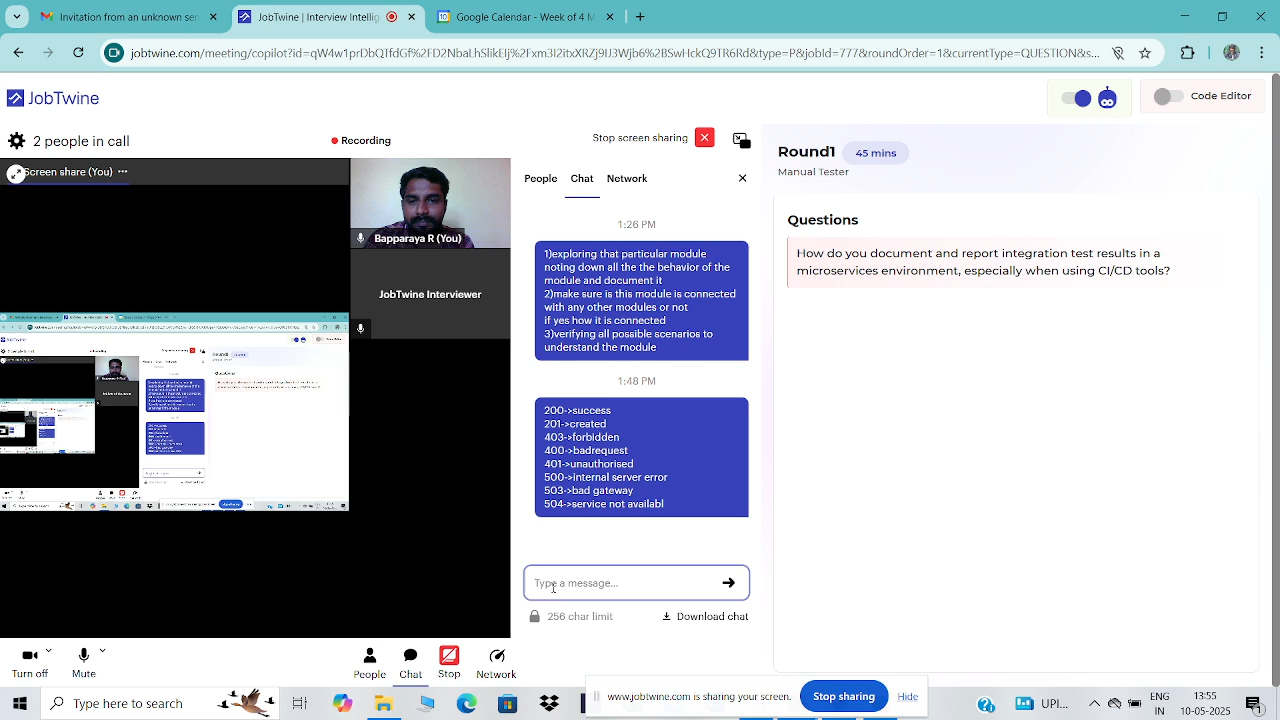 Invitation from an unknown ser
JobTwine | Interview Intellig
Google Calendar - Week of 4 M
jobtwine.com/meeting/copilot?id=qW4w1prDbQTfdGf%2FD2NbaLhSlikEIj%2Fsx8i2itxXRZj9U3Wjb6%2BSwHckQ9TR6Rd&type=PA&jobId=777&roundOrder=1&currentType=QUESTION&s...
JobTwine
Code Editor
2 people in call
Recording
Stop screen sharing
Round1
45 mins
Manual Tester
Screen share (You)
Bapparaya R (You)
JobTwine Interviewer
People
Chat
Network
1:26 PM
1)exploring that particular module
noting down all the the behavior of the
module and document it
2)make sure is this module is connected
with any other modules or not
if yes how it is connected
3)verifying all possible scenarios to
understand the module
1:48 PM
200->success
201->created
403->forbidden
400->badrequest
401->unauthorised
500->internal server error
503->bad gateway
504->service not availabl
Type a message...
256 char limit
Download chat
Questions
How do you document and report integration test results in a
microservices environment, especially when using CI/CD tools?
Turn off
Mute
People
Chat
Stop
Network
www.jobtwine.com is sharing your screen.
Stop sharing
Hide
Type here to search
UPI...
ENG
IN
13:55
10-05-2025